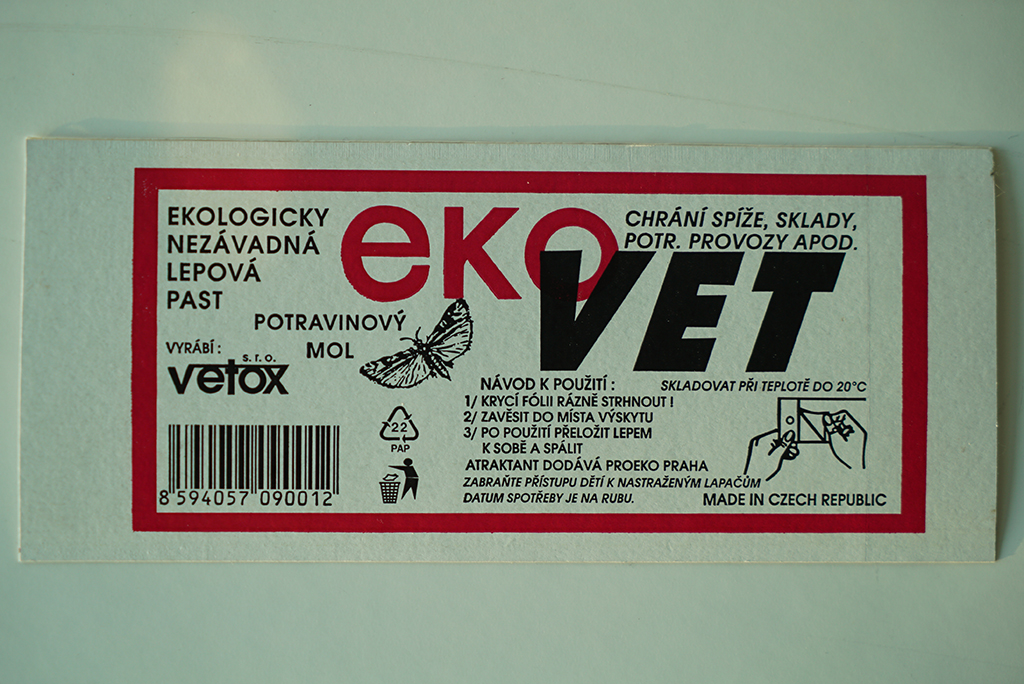 EKOLOGICKY
NEZÁVADNÁ
LEPOVÁ
PAST
eko
VET
CHRÁNÍ SPÍŽE, SKLADY,
POTR. PROVOZY APOD.
POTRAVINOVÝ
MOL
VYRÁBÍ :
s. r. o.
vetox
NÁVOD K POUŽITÍ :
SKLADOVAT PŘI TEPLOTĚ DO 20°C
1/ KRYCÍ FÓLII RÁZNĚ STRHNOUT !
2/ ZAVĚSIT DO MÍSTA VÝSKYTU
3/ PO POUŽITÍ PŘELOŽIT LEPEM
K SOBĚ A SPÁLIT
ATRAKTANT DODÁVÁ PROEKO PRAHA
ZABRAŇTE PŘÍSTUPU DĚTÍ K NASTRAŽENÝM LAPAČŮM
DATUM SPOTŘEBY JE NA RUBU.
MADE IN CZECH REPUBLIC
22
PAP
8 594057 090012